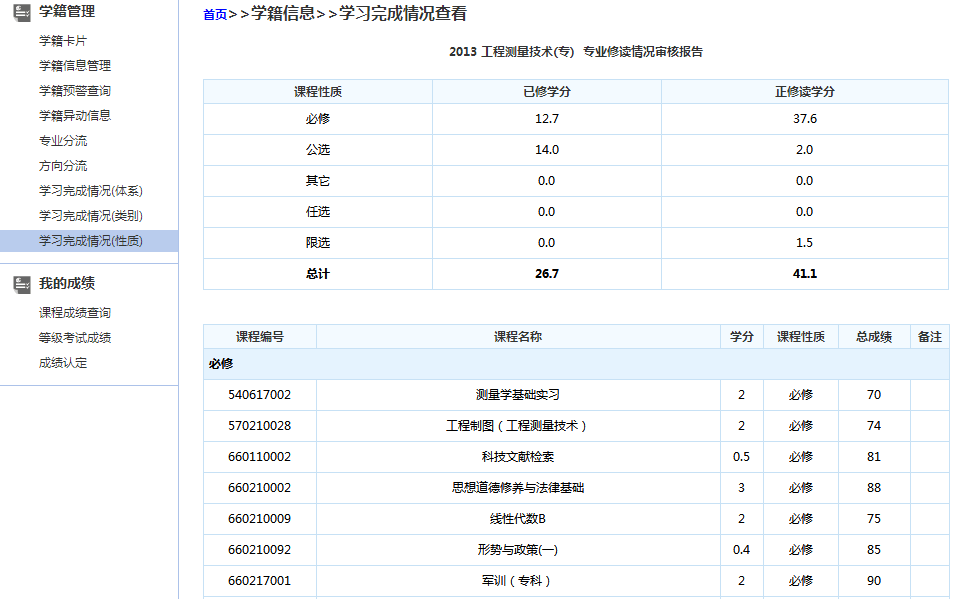 学籍管理
学籍卡片
学籍信息管理
学籍预警查询
学籍异动信息
专业分流
方向分流
学习完成情况(体系)
学习完成情况(类别)
学习完成情况(性质)
我的成绩
课程成绩查询
等级考试成绩
成绩认定
首页>>学籍信息>>学习完成情况查看
2013 工程测量技术(专) 专业修读情况审核报告
课程性质 已修学分 正修读学分
必修 12.7 37.6
公选 14.0 2.0
其它 0.0 0.0
任选 0.0 0.0
限选 0.0 1.5
总计 26.7 41.1
课程编号 课程名称 学分 课程性质 总成绩 备注
必修
540617002 测量学基础实习 2 必修 70
570210028 工程制图（工程测量技术） 2 必修 74
660110002 科技文献检索 0.5 必修 81
660210002 思想道德修养与法律基础 3 必修 88
660210009 线性代数B 2 必修 75
660210092 形势与政策(一) 0.4 必修 85
660217001 军训（专科） 2 必修 90